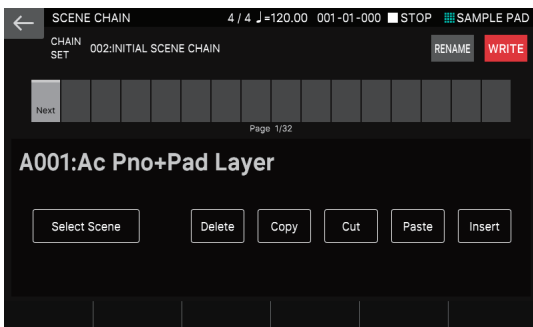 SCENE CHAIN 4 / 4 ♩=120.00 001-01-000 STOP SAMPLE PAD
CHAIN SET 002:INITIAL SCENE CHAIN RENAME WRITE
Next
Page 1/32
A001:Ac Pno+Pad Layer
Select Scene Delete Copy Cut Paste Insert